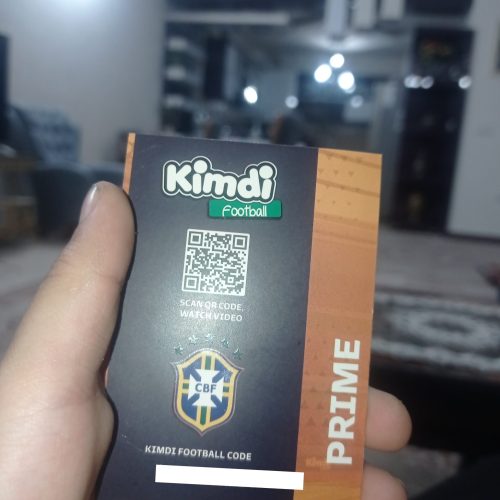 Kimdi
Football
SCAN QR CODE,
WATCH VIDEO
CBF
KIMDI FOOTBALL CODE
PRIME